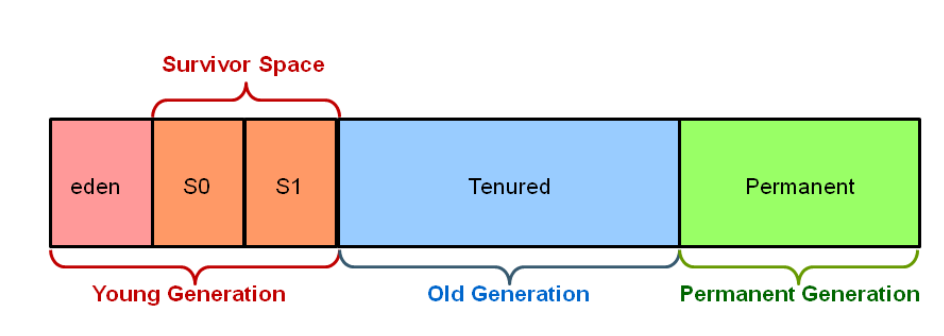 Survivor Space
eden S0 S1 Tenured Permanent
Young Generation Old Generation Permanent Generation